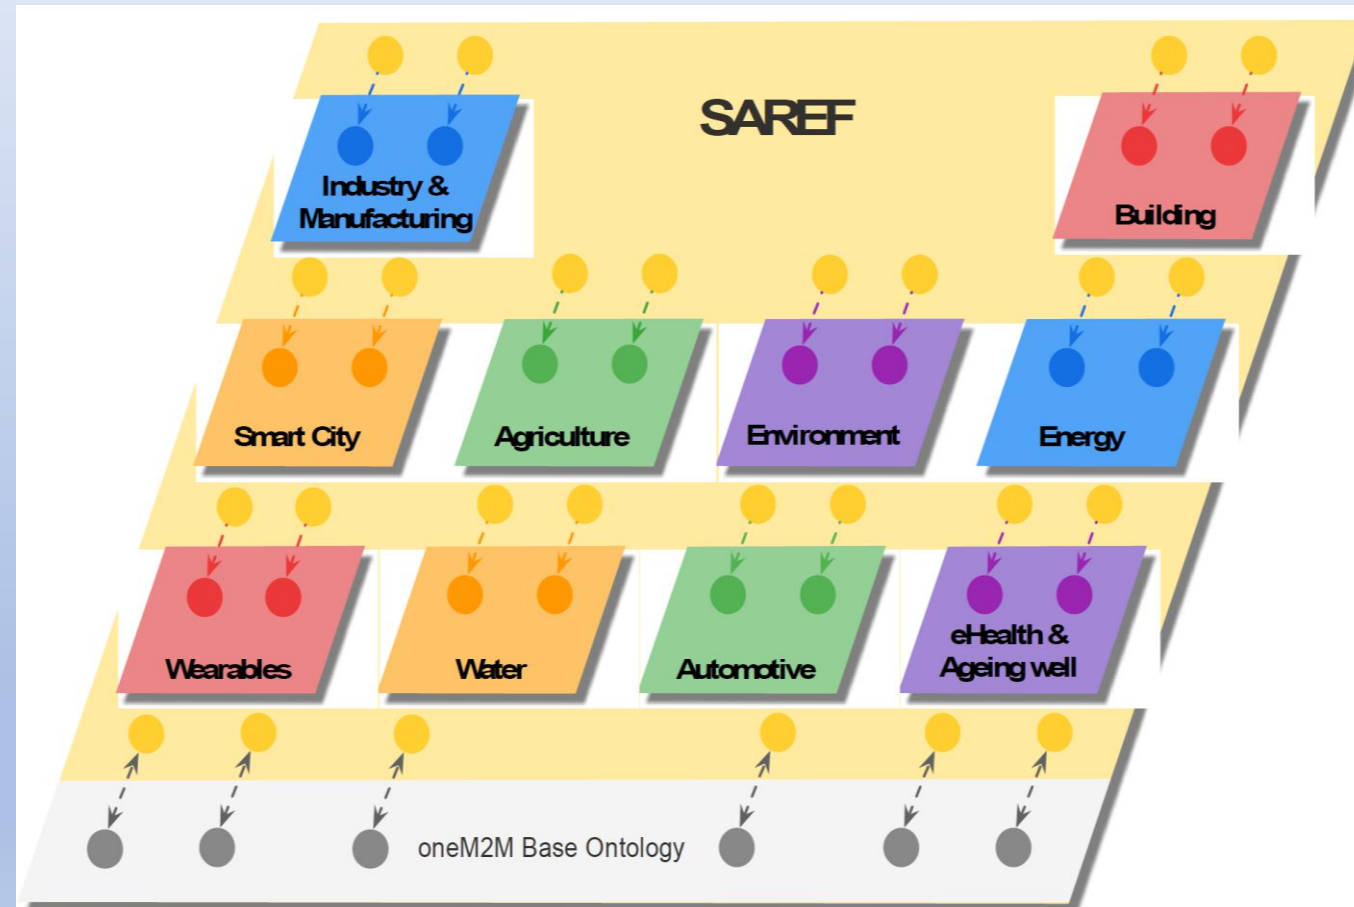 SAREF
Industry &
Manufacturing
Building
Smart City
Agriculture
Environment
Energy
Wearables
Water
Automotive
eHealth &
Ageing well
oneM2M Base Ontology